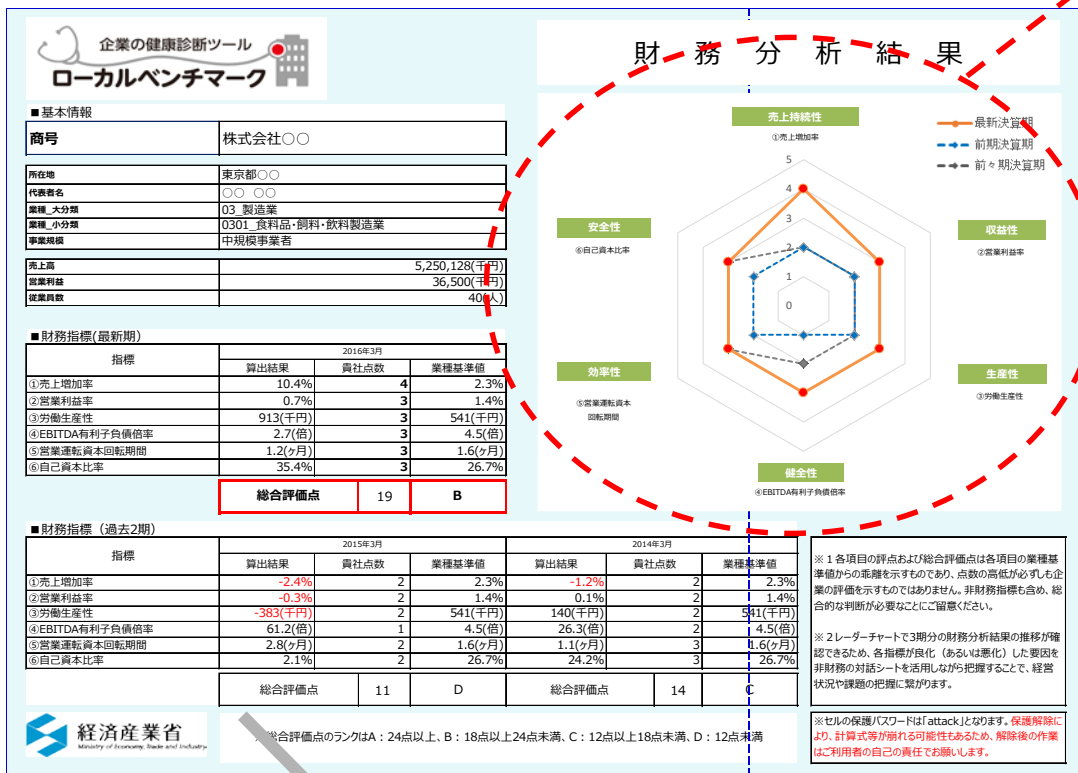 企業の健康診断ツール
ローカルベンチマーク
財 務 分 析 結 果
■基本情報
商号 株式会社○○
所在地 東京都○○
代表者名 ○○ ○○
業種_大分類 03_製造業
業種_小分類 0301_食料品・飼料・飲料製造業
事業規模 中規模事業者
売上高 5,250,128(千円)
営業利益 36,500(千円)
従業員数 40(人)
■財務指標(最新期)
指標 2016年3月
算出結果 貴社点数 業種基準値
①売上増加率 10.4% 4 2.3%
②営業利益率 0.7% 3 1.4%
③労働生産性 913(千円) 3 541(千円)
④EBITDA有利子負債倍率 2.7(倍) 3 4.5(倍)
⑤営業運転資本回転期間 1.2(ヶ月) 3 1.6(ヶ月)
⑥自己資本比率 35.4% 3 26.7%
総合評価点 19 B
売上持続性
①売上増加率
最新決算期
前期決算期
前々期決算期
5
4
3
2
1
0
安全性
⑥自己資本比率
収益性
②営業利益率
効率性
⑤営業運転資本
回転期間
生産性
③労働生産性
健全性
④EBITDA有利子負債倍率
■財務指標（過去2期）
指標 2015年3月 2014年3月
算出結果 貴社点数 業種基準値 算出結果 貴社点数 業種基準値
①売上増加率 -2.4% 2 2.3% -1.2% 2 2.3%
②営業利益率 -0.3% 2 1.4% 0.1% 2 1.4%
③労働生産性 -383(千円) 2 541(千円) 140(千円) 2 541(千円)
④EBITDA有利子負債倍率 61.2(倍) 1 4.5(倍) 26.3(倍) 2 4.5(倍)
⑤営業運転資本回転期間 2.8(ヶ月) 2 1.6(ヶ月) 1.1(ヶ月) 3 1.6(ヶ月)
⑥自己資本比率 2.1% 2 26.7% 24.2% 3 26.7%
総合評価点 11 D 総合評価点 14 C
※１各項目の評点および総合評価点は各項目の業種基
準値からの乖離を示すものであり、点数の高低が必ずしも企
業の評価を示すものではありません。非財務指標も含め、総
合的な判断が必要なことにご留意ください。
※２レーダーチャートで3期分の財務分析結果の推移が確
認できるため、各指標が良化（あるいは悪化）した要因を
非財務の対話シートを活用しながら把握することで、経営
状況や課題の把握に繋がります。
経済産業省
Ministry of Economy, Trade and Industry
※総合評価点のランクはA：24点以上、B：18点以上24点未満、C：12点以上18点未満、D：12点未満
※セルの保護パスワードは「attack」となります。保護解除に
より、計算式等が崩れる可能性もあるため、解除後の作業
はご利用者の自己の責任でお願いします。